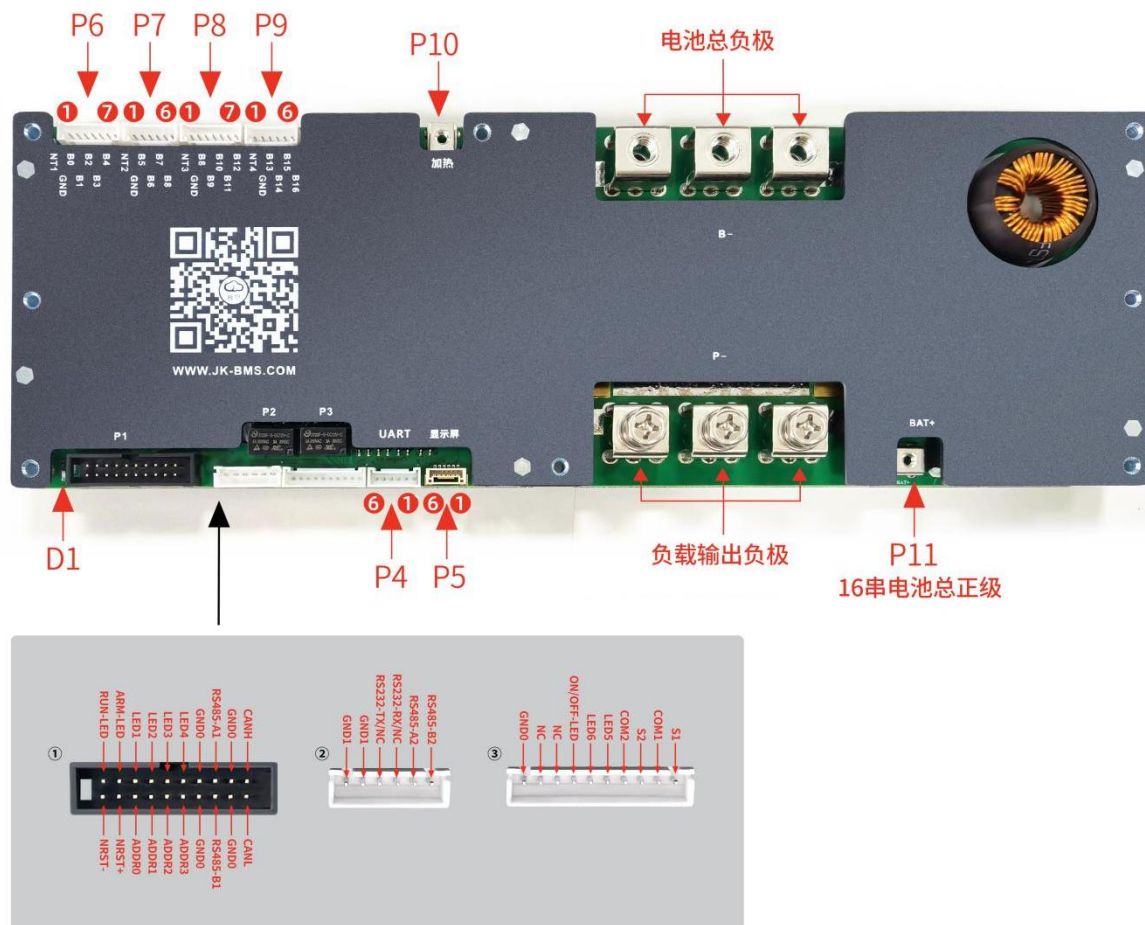 P6 P7 P8 P9
P10
电池总负极
1 7 1 6 1 7 1 6
NT1 B0 B2 B4 NT2 B5 B7 NT3 B8 B10 B12 NT4 B13 B15
GND B1 B3 GND B6 B8 GND B9 B11 GND B14 B16
加热
B-
WWW.JK-BMS.COM
P-
P1
P2
P3
UART
显示屏
BAT+
BAT+
6 1 6 1
D1
P4
P5
负载输出负极
P11
16串电池总正级
①
RUN-LED
ARM-LED
LED1
LED2
LED3
LED4
GND0
RS485-A1
GND0
CANH
NRST-
NRST+
ADDR0
ADDR1
ADDR2
ADDR3
GND0
RS485-B1
GND0
CANL
②
GND1
GND1
RS232-TX/NC
RS232-RX/NC
RS485-A2
RS485-B2
③
GND0
NC
NC
ON/OFF-LED
LED6
LED5
COM2
S2
COM1
S1